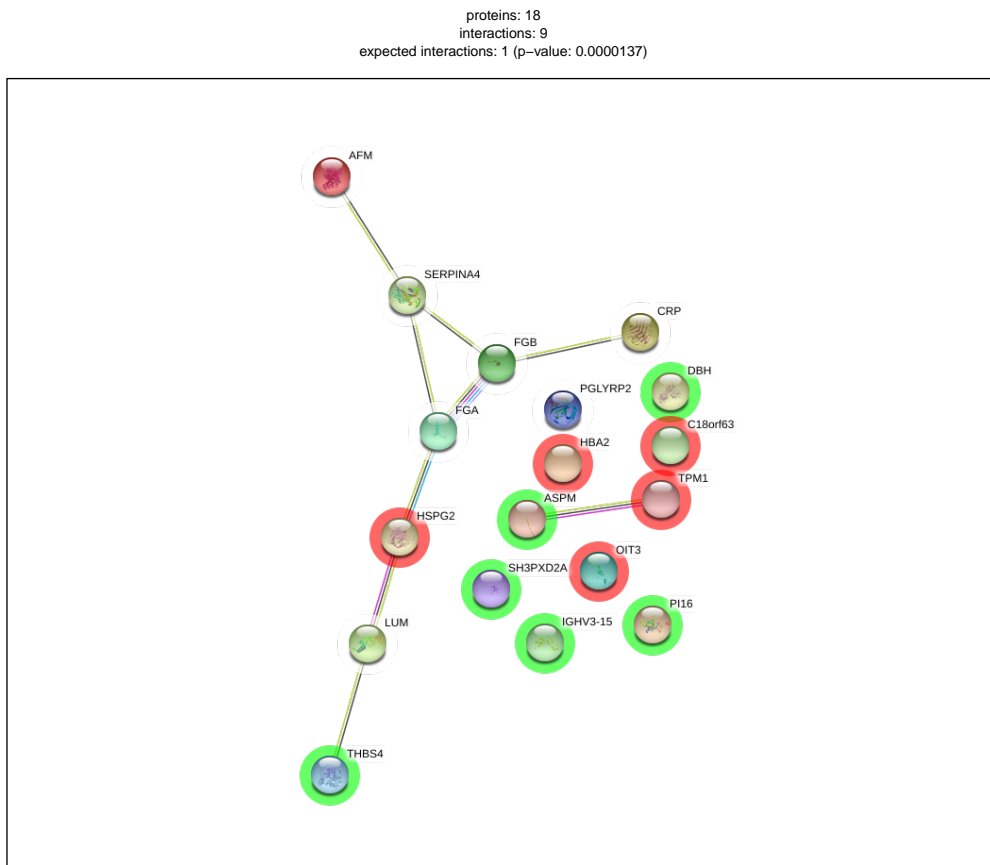 proteins: 18
interactions: 9
expected interactions: 1 (p−value: 0.0000137)
AFM
SERPINA4
CRP
FGB
DBH
PGLYRP2
FGA
C18orf63
HBA2
TPM1
ASPM
HSPG2
OIT3
SH3PXD2A
PI16
LUM
IGHV3-15
THBS4